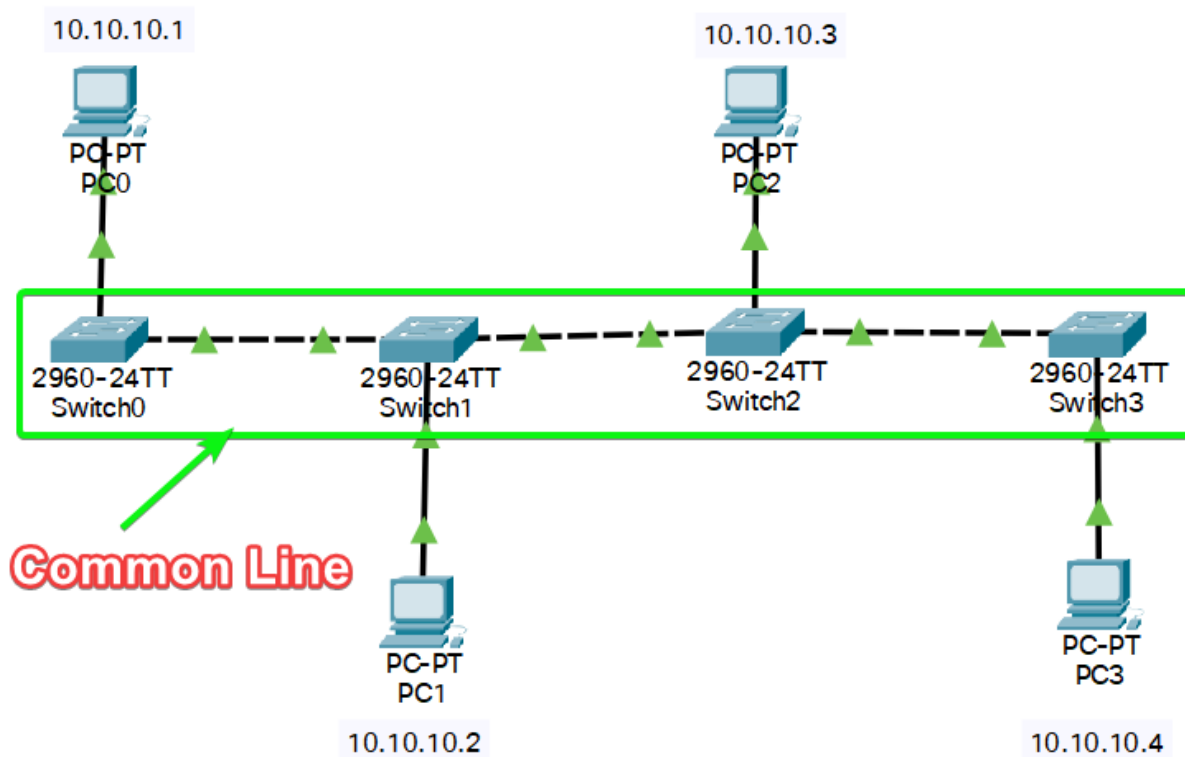 10.10.10.1
10.10.10.3
PC-PT
PC0
PC-PT
PC2
2960-24TT
Switch0
2960-24TT
Switch1
2960-24TT
Switch2
2960-24TT
Switch3
Common Line
PC-PT
PC1
PC-PT
PC3
10.10.10.2
10.10.10.4